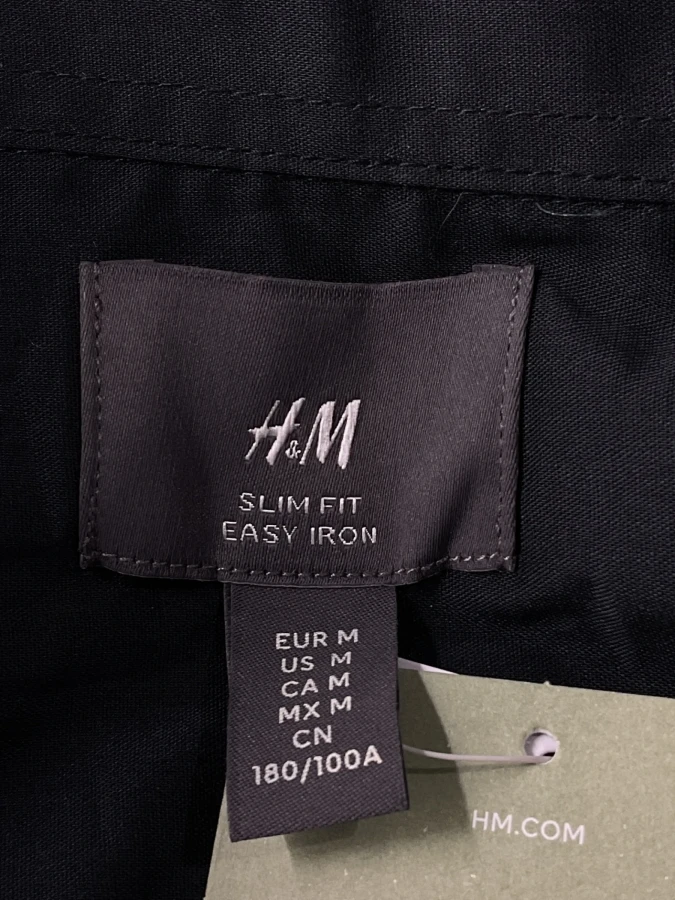 H&M
SLIM FIT
EASY IRON
EUR M
US M
CA M
MX M
CN
180/100A
HM.COM